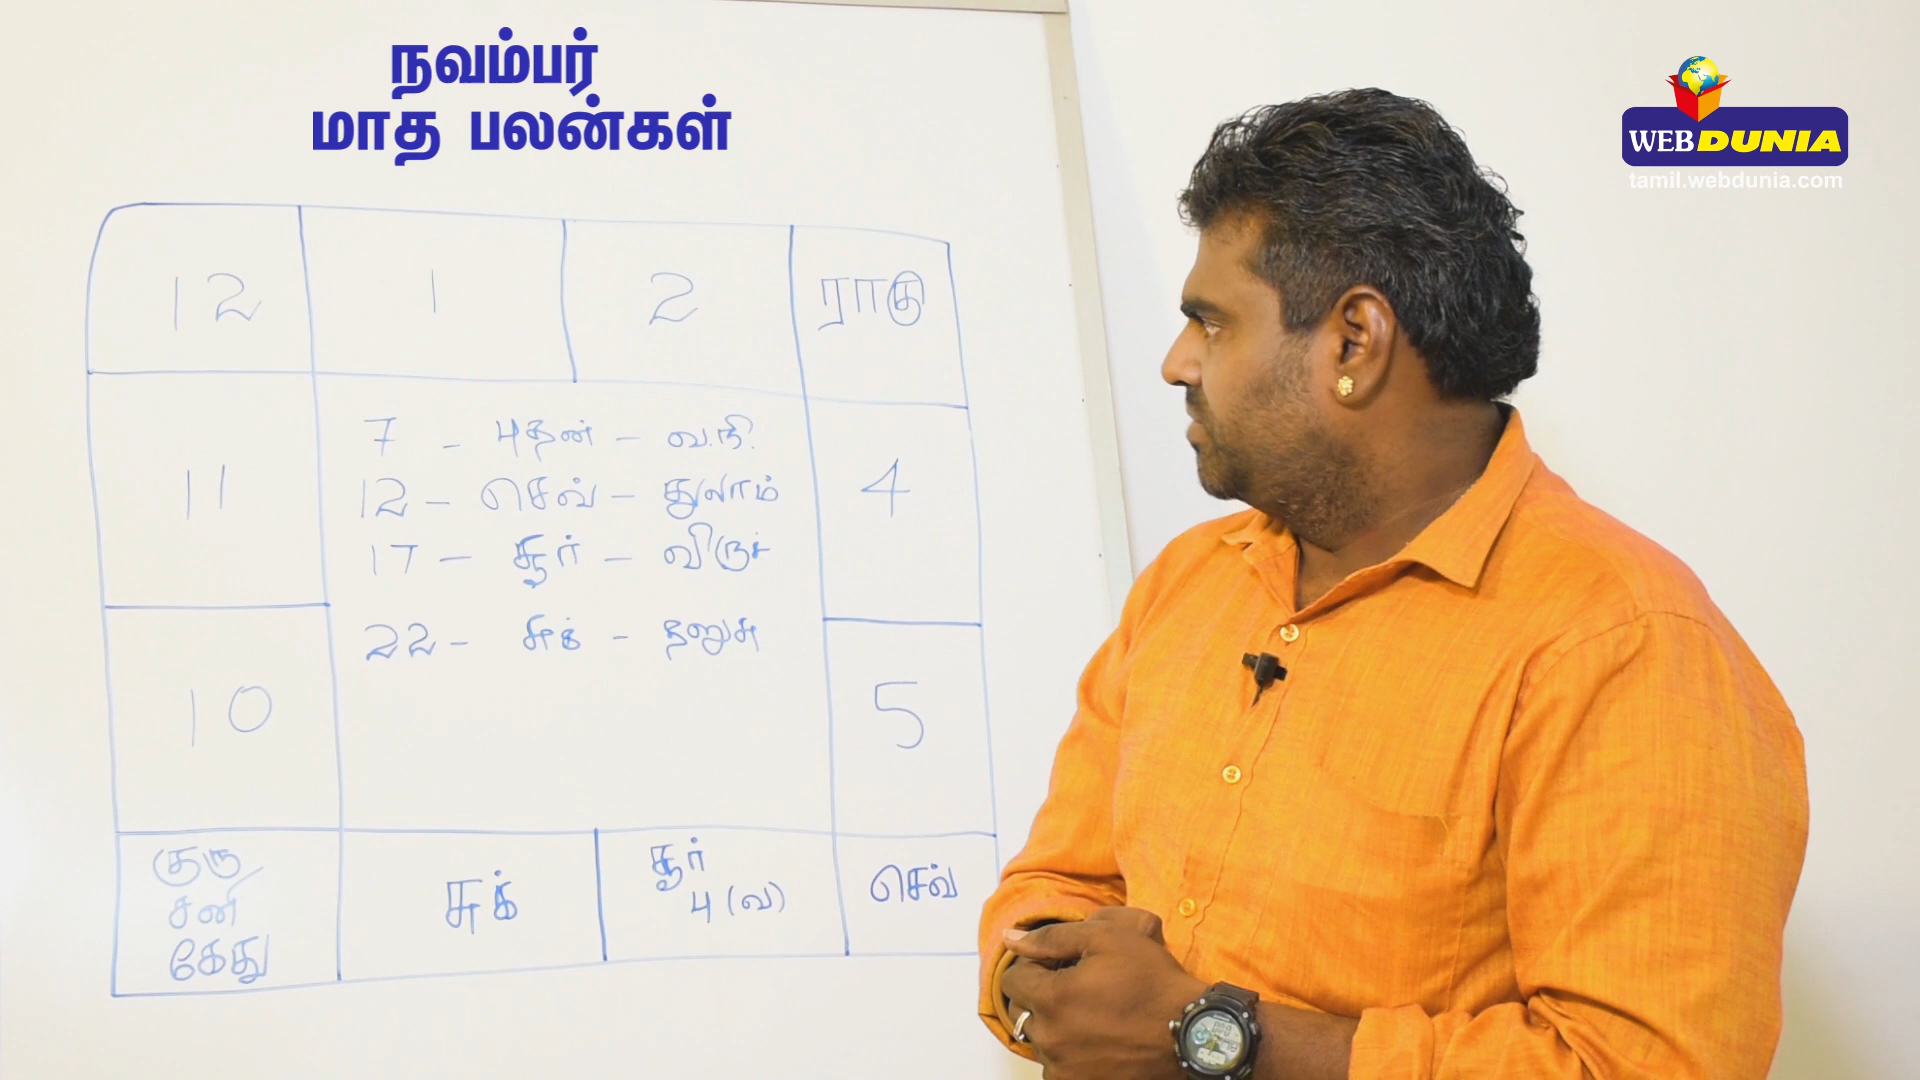 நவம்பர்
மாத பலன்கள்
WEBDUNIA
tamil.webdunia.com
12
1
2
ராகு
7 - புதன் - வ.நி.
12 - செவ் - துலாம்
17 - சூர் - விருச்
22 - சுக் - தனுசு
11
4
10
5
குரு
சனி
கேது
சுக்
சூர்
பு (வ)
செவ்